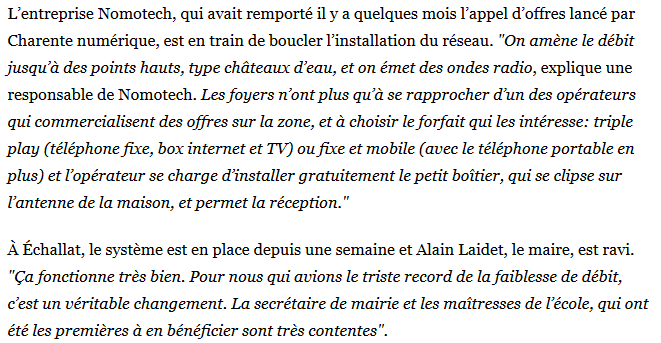 L’entreprise Nomotech, qui avait remporté il y a quelques mois l’appel d’offres lancé par
Charente numérique, est en train de boucler l’installation du réseau. "On amène le débit
jusqu’à des points hauts, type châteaux d’eau, et on émet des ondes radio, explique une
responsable de Nomotech. Les foyers n’ont plus qu’à se rapprocher d’un des opérateurs
qui commercialisent des offres sur la zone, et à choisir le forfait qui les intéresse: triple
play (téléphone fixe, box internet et TV) ou fixe et mobile (avec le téléphone portable en
plus) et l’opérateur se charge d’installer gratuitement le petit boîtier, qui se clipse sur
l’antenne de la maison, et permet la réception."
À Échallat, le système est en place depuis une semaine et Alain Laidet, le maire, est ravi.
"Ça fonctionne très bien. Pour nous qui avions le triste record de la faiblesse de débit,
c’est un véritable changement. La secrétaire de mairie et les maîtresses de l’école, qui ont
été les premières à en bénéficier sont très contentes".